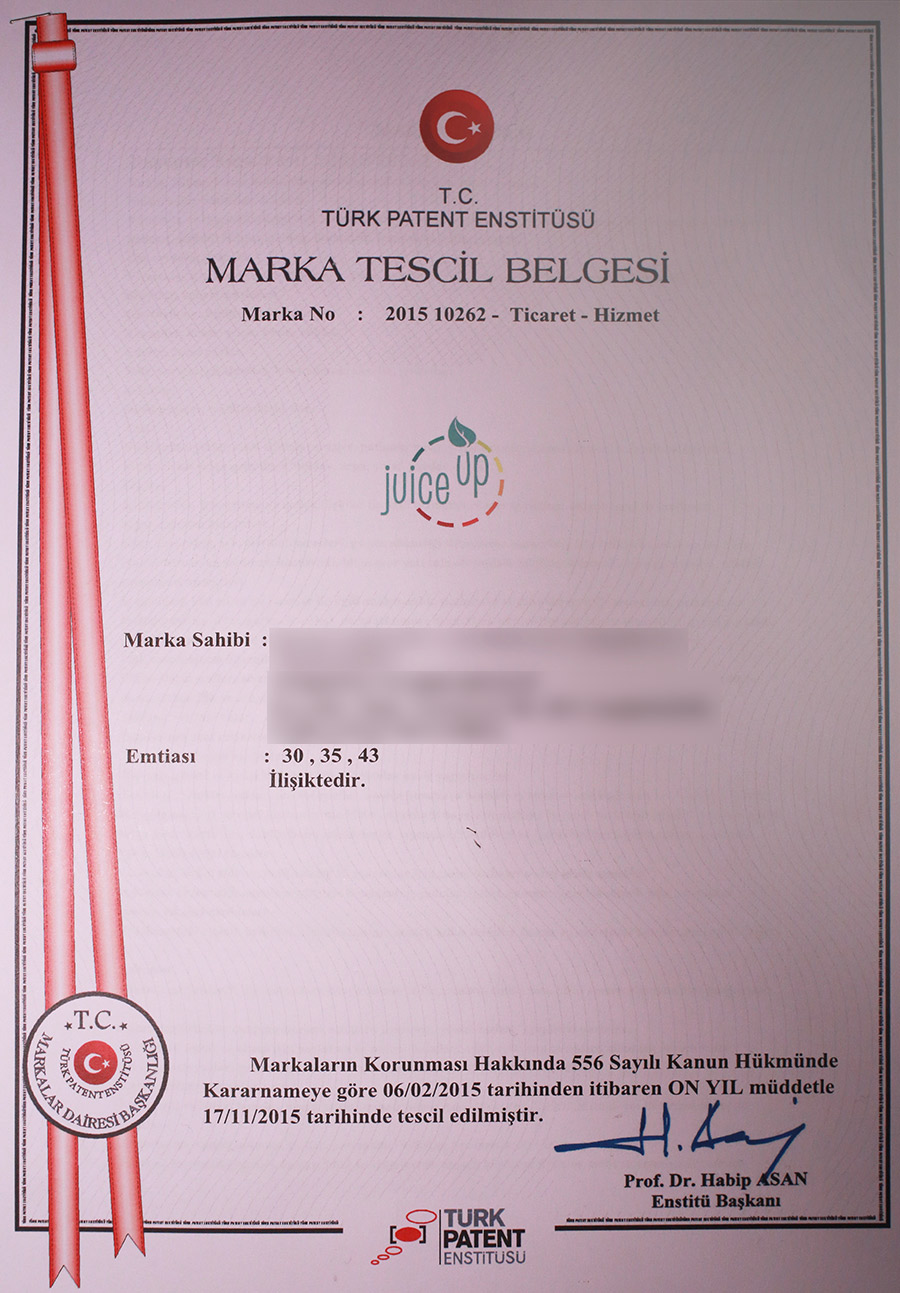 T.C.
TÜRK PATENT ENSTİTÜSÜ
MARKA TESCİL BELGESİ
Marka No : 2015 10262 - Ticaret - Hizmet
juice up
Marka Sahibi :
Emtiası : 30 , 35 , 43
İlişiktedir.
Markaların Korunması Hakkında 556 Sayılı Kanun Hükmünde
Kararnameye göre 06/02/2015 tarihinden itibaren ON YIL müddetle
17/11/2015 tarihinde tescil edilmiştir.
H. Asan
Prof. Dr. Habip ASAN
Enstitü Başkanı
T.C.
TÜRK PATENT ENSTİTÜSÜ
MARKALAR DAİRESİ BAŞKANLIĞI
TURK
PATENT
ENSTİTÜSÜ